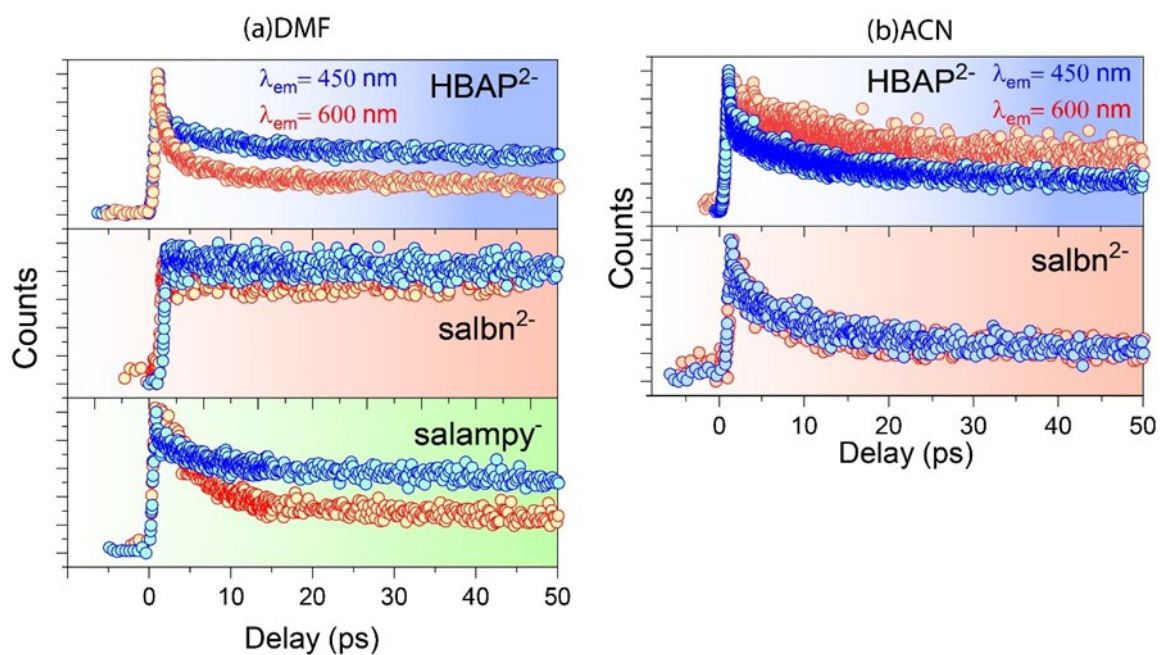 (a)DMF
λem= 450 nm
λem= 600 nm
HBAP2-
salbn2-
salampy-
Counts
0 10 20 30 40 50
Delay (ps)
(b)ACN
HBAP2-
λem= 450 nm
λem= 600 nm
salbn2-
Counts
0 10 20 30 40 50
Delay (ps)